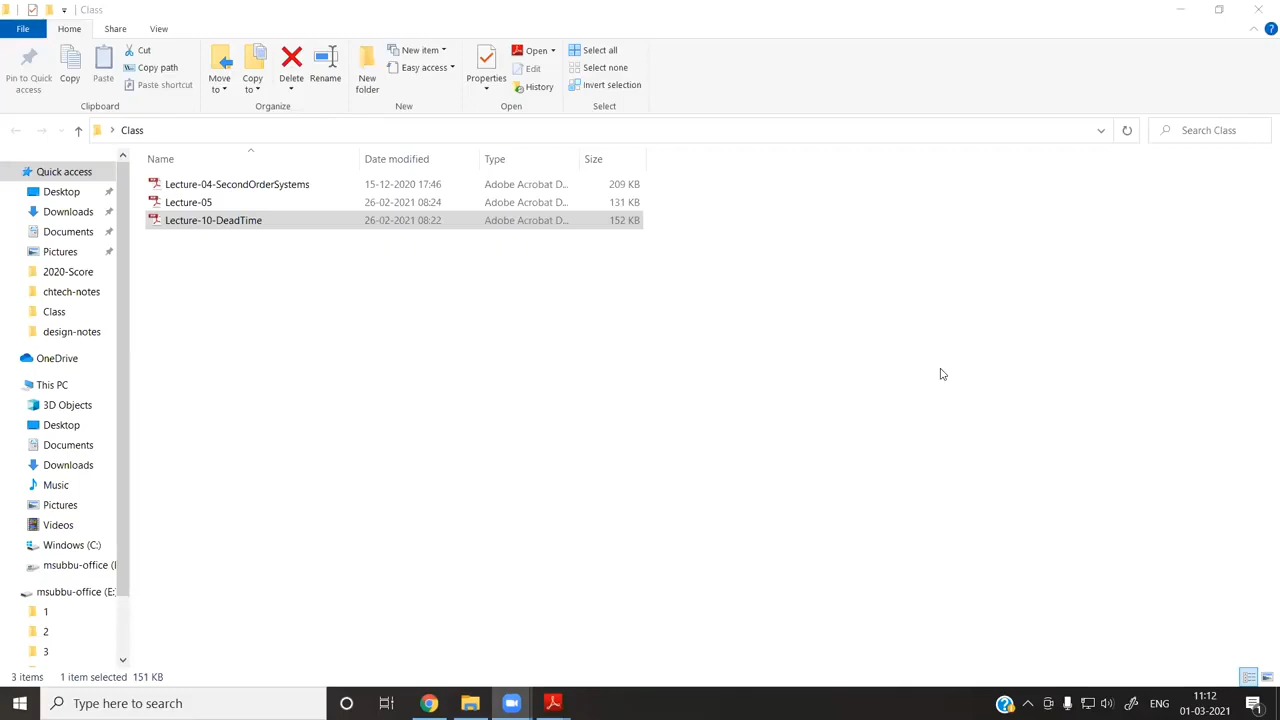 Class
File Home Share View
Pin to Quick access
Copy
Paste
Cut
Copy path
Paste shortcut
Clipboard
Move to
Copy to
Delete
Rename
Organize
New folder
New item
Easy access
New
Properties
Open
Edit
History
Open
Select all
Select none
Invert selection
Select
Class
Search Class
Name Date modified Type Size
Lecture-04-SecondOrderSystems 15-12-2020 17:46 Adobe Acrobat D... 209 KB
Lecture-05 26-02-2021 08:24 Adobe Acrobat D... 131 KB
Lecture-10-DeadTime 26-02-2021 08:22 Adobe Acrobat D... 152 KB
Quick access
Desktop
Downloads
Documents
Pictures
2020-Score
chtech-notes
Class
design-notes
OneDrive
This PC
3D Objects
Desktop
Documents
Downloads
Music
Pictures
Videos
Windows (C:)
msubbu-office (
msubbu-office (E:
1
2
3
3 items 1 item selected 151 KB
Type here to search
ENG
11:12
01-03-2021